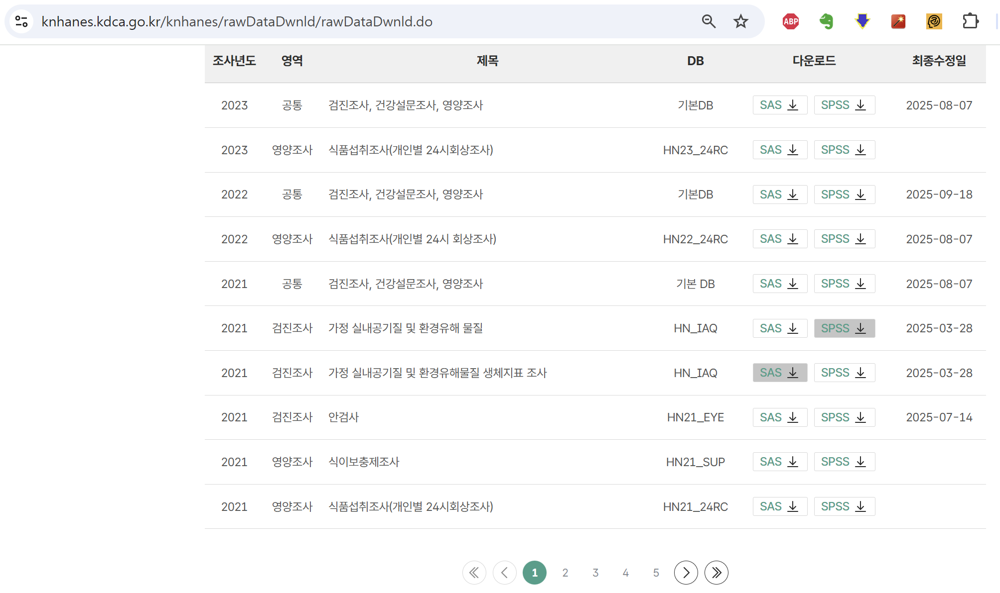 knhanes.kdca.go.kr/knhanes/rawDataDwnld/rawDataDwnld.do
ABP
조사년도 영역 제목 DB 다운로드 최종수정일
2023 공통 검진조사, 건강설문조사, 영양조사 기본DB SAS SPSS 2025-08-07
2023 영양조사 식품섭취조사(개인별 24시회상조사) HN23_24RC SAS SPSS
2022 공통 검진조사, 건강설문조사, 영양조사 기본DB SAS SPSS 2025-09-18
2022 영양조사 식품섭취조사(개인별 24시 회상조사) HN22_24RC SAS SPSS 2025-08-07
2021 공통 검진조사, 건강설문조사, 영양조사 기본 DB SAS SPSS 2025-08-07
2021 검진조사 가정 실내공기질 및 환경유해 물질 HN_IAQ SAS SPSS 2025-03-28
2021 검진조사 가정 실내공기질 및 환경유해물질 생체지표 조사 HN_IAQ SAS SPSS 2025-03-28
2021 검진조사 안검사 HN21_EYE SAS SPSS 2025-07-14
2021 영양조사 식이보충제조사 HN21_SUP SAS SPSS
2021 영양조사 식품섭취조사(개인별 24시회상조사) HN21_24RC SAS SPSS
1 2 3 4 5